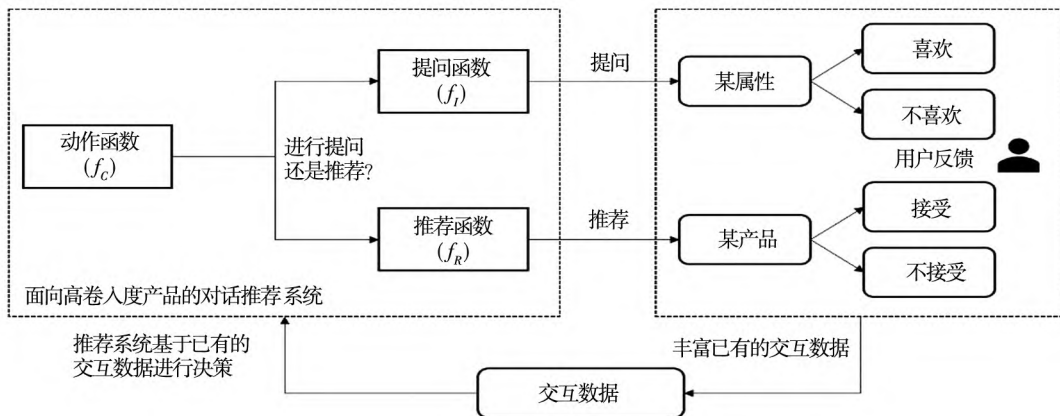 动作函数
(f_C)
进行提问
还是推荐?
提问函数
(f_I)
推荐函数
(f_R)
面向高卷入度产品的对话推荐系统
提问
推荐
某属性
某产品
喜欢
不喜欢
用户反馈
接受
不接受
推荐系统基于已有的
交互数据进行决策
交互数据
丰富已有的交互数据